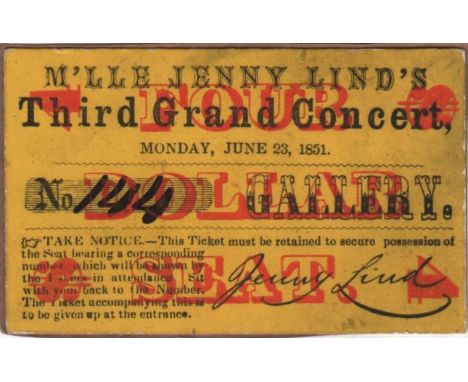 M'LLE JENNY LIND'S
Third Grand Concert,
MONDAY, JUNE 23, 1851.
No. 144 GALLERY.
FOUR
DOLLAR
SEAT.
TAKE NOTICE.—This Ticket must be retained to secure possession of
the Seat bearing a corresponding
number which will be shown by
the Ushers in attendance. Sit
with your back to the Number.
The Ticket accompanying this is
to be given up at the entrance.
Jenny Lind